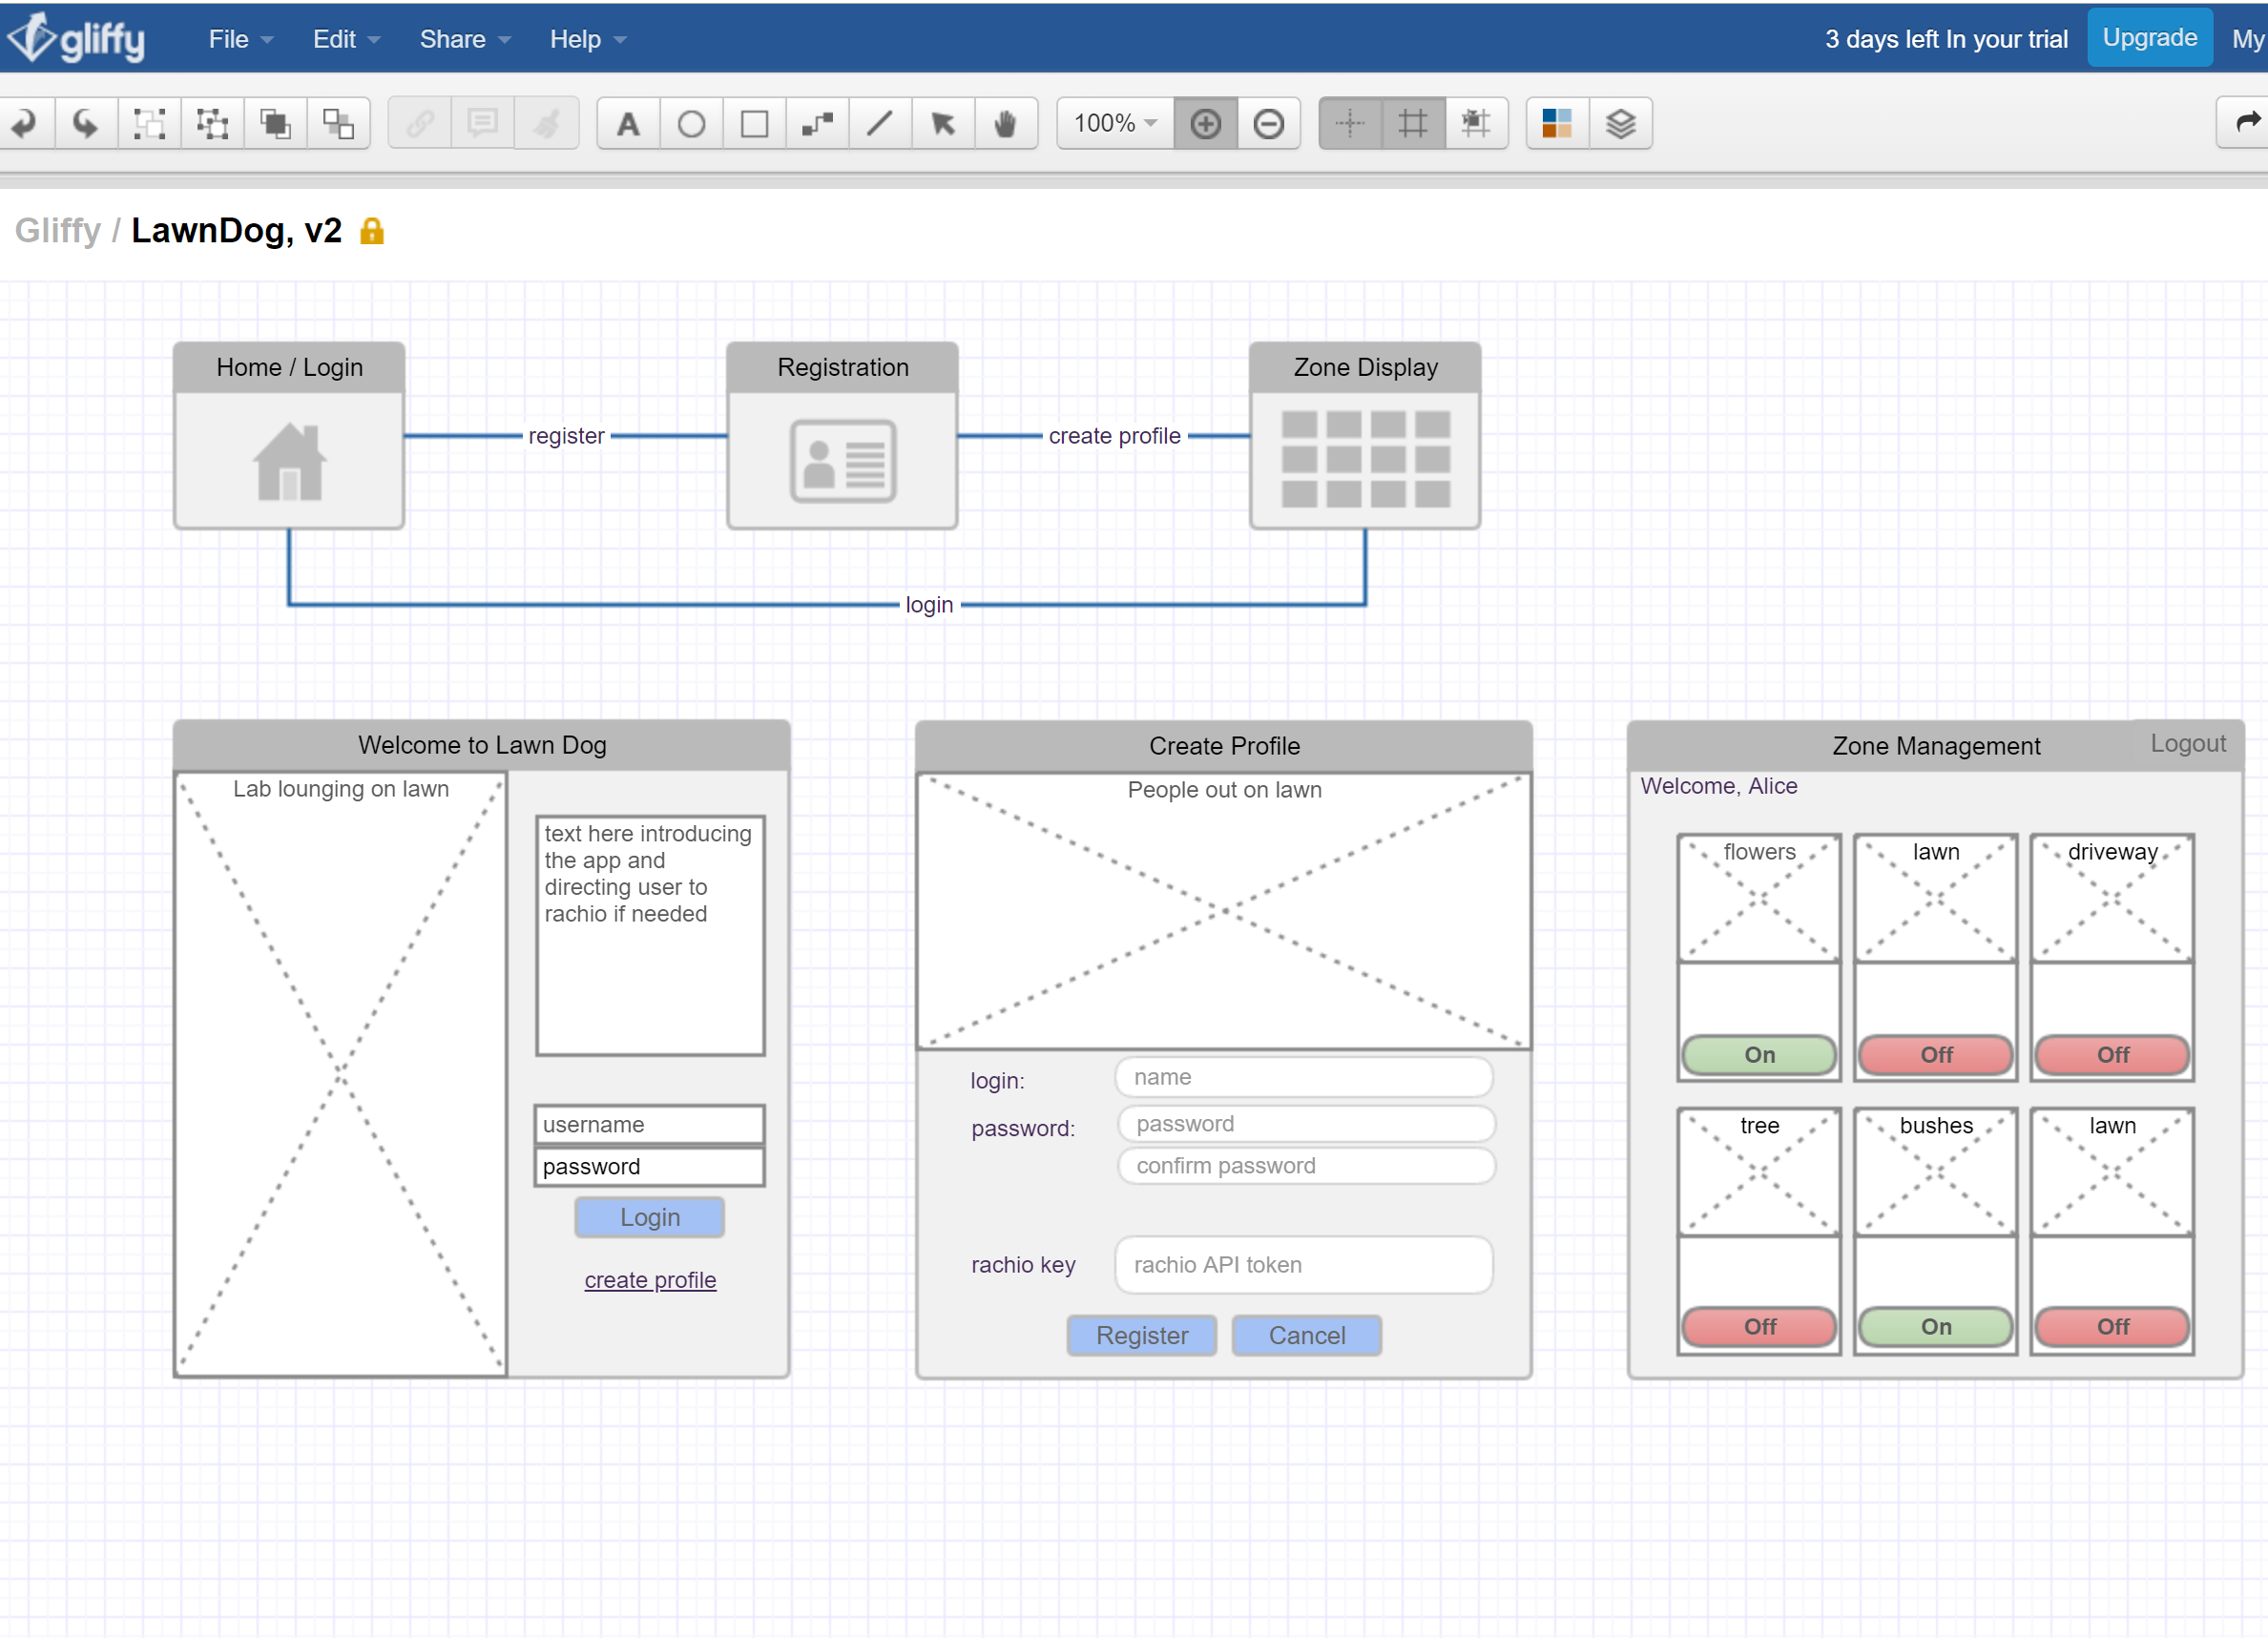 gliffy File Edit Share Help 3 days left In your trial Upgrade My
A 100%
Gliffy / LawnDog, v2
Home / Login Registration Zone Display
register create profile
login
Welcome to Lawn Dog
Lab lounging on lawn
text here introducing
the app and
directing user to
rachio if needed
username
password
Login
create profile
Create Profile
People out on lawn
login: name
password: password
confirm password
rachio key rachio API token
Register Cancel
Zone Management Logout
Welcome, Alice
flowers lawn driveway
On Off Off
tree bushes lawn
Off On Off